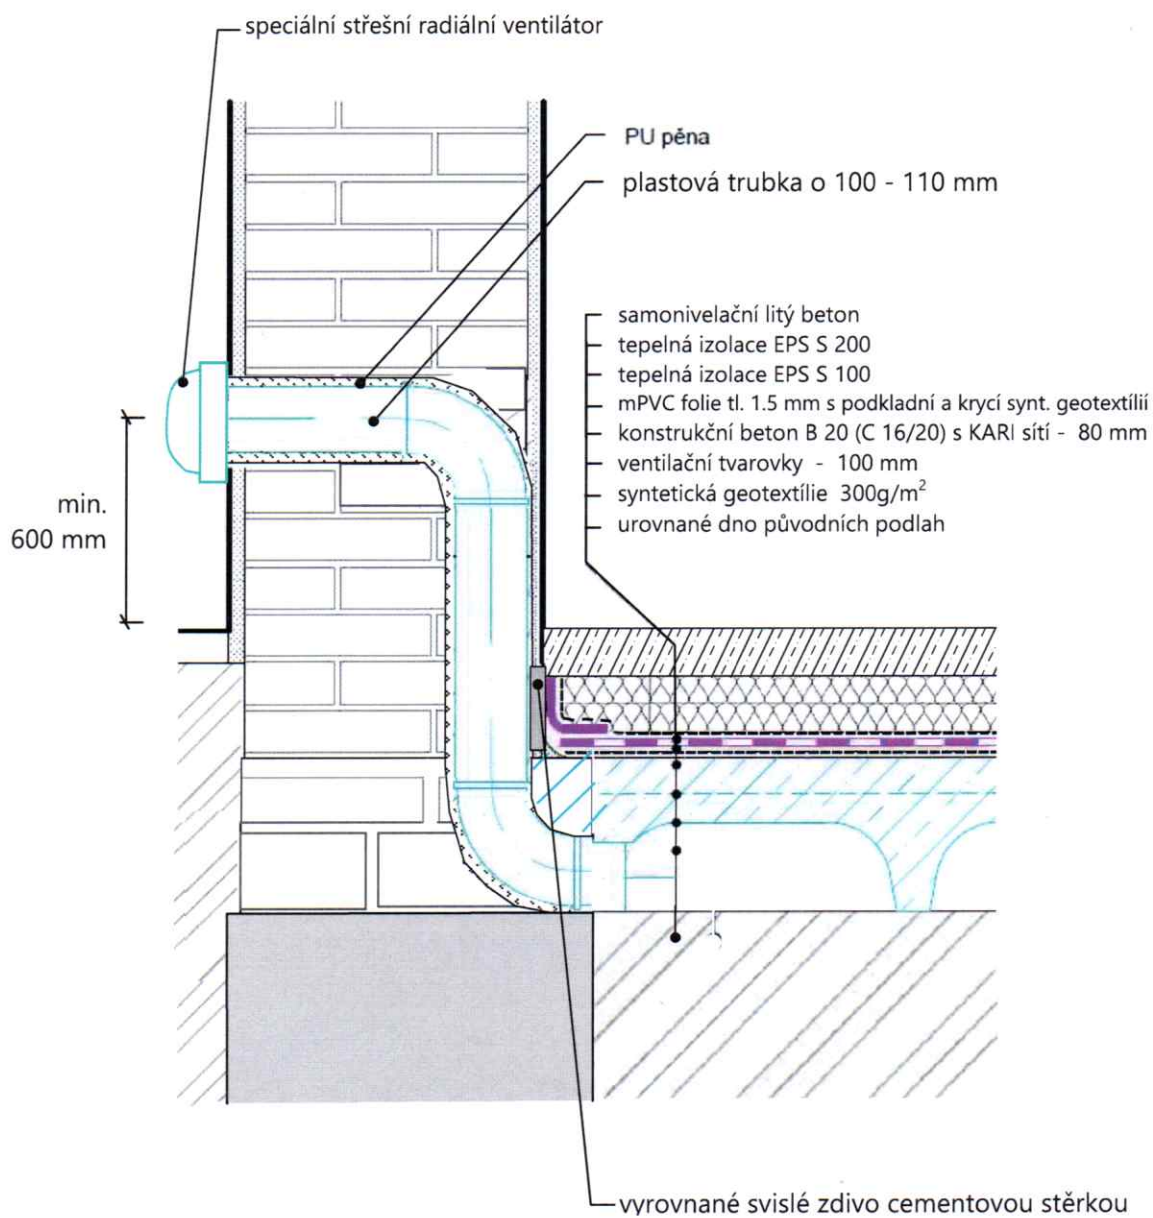 speciální střešní radiální ventilátor
PU pěna
plastová trubka o 100 - 110 mm
samonivelační litý beton
tepelná izolace EPS S 200
tepelná izolace EPS S 100
mPVC folie tl. 1.5 mm s podkladní a krycí synt. geotextílií
konstrukční beton B 20 (C 16/20) s KARI sítí - 80 mm
ventilační tvarovky - 100 mm
syntetická geotextílie 300g/m²
urovnané dno původních podlah
min.
600 mm
vyrovnané svislé zdivo cementovou stěrkou